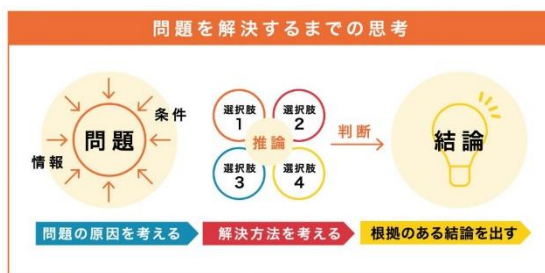 問題を解決するまでの思考
条件
問題
情報
選択肢
1
選択肢
2
推論
選択肢
3
選択肢
4
判断
結論
問題の原因を考える
解決方法を考える
根拠のある結論を出す